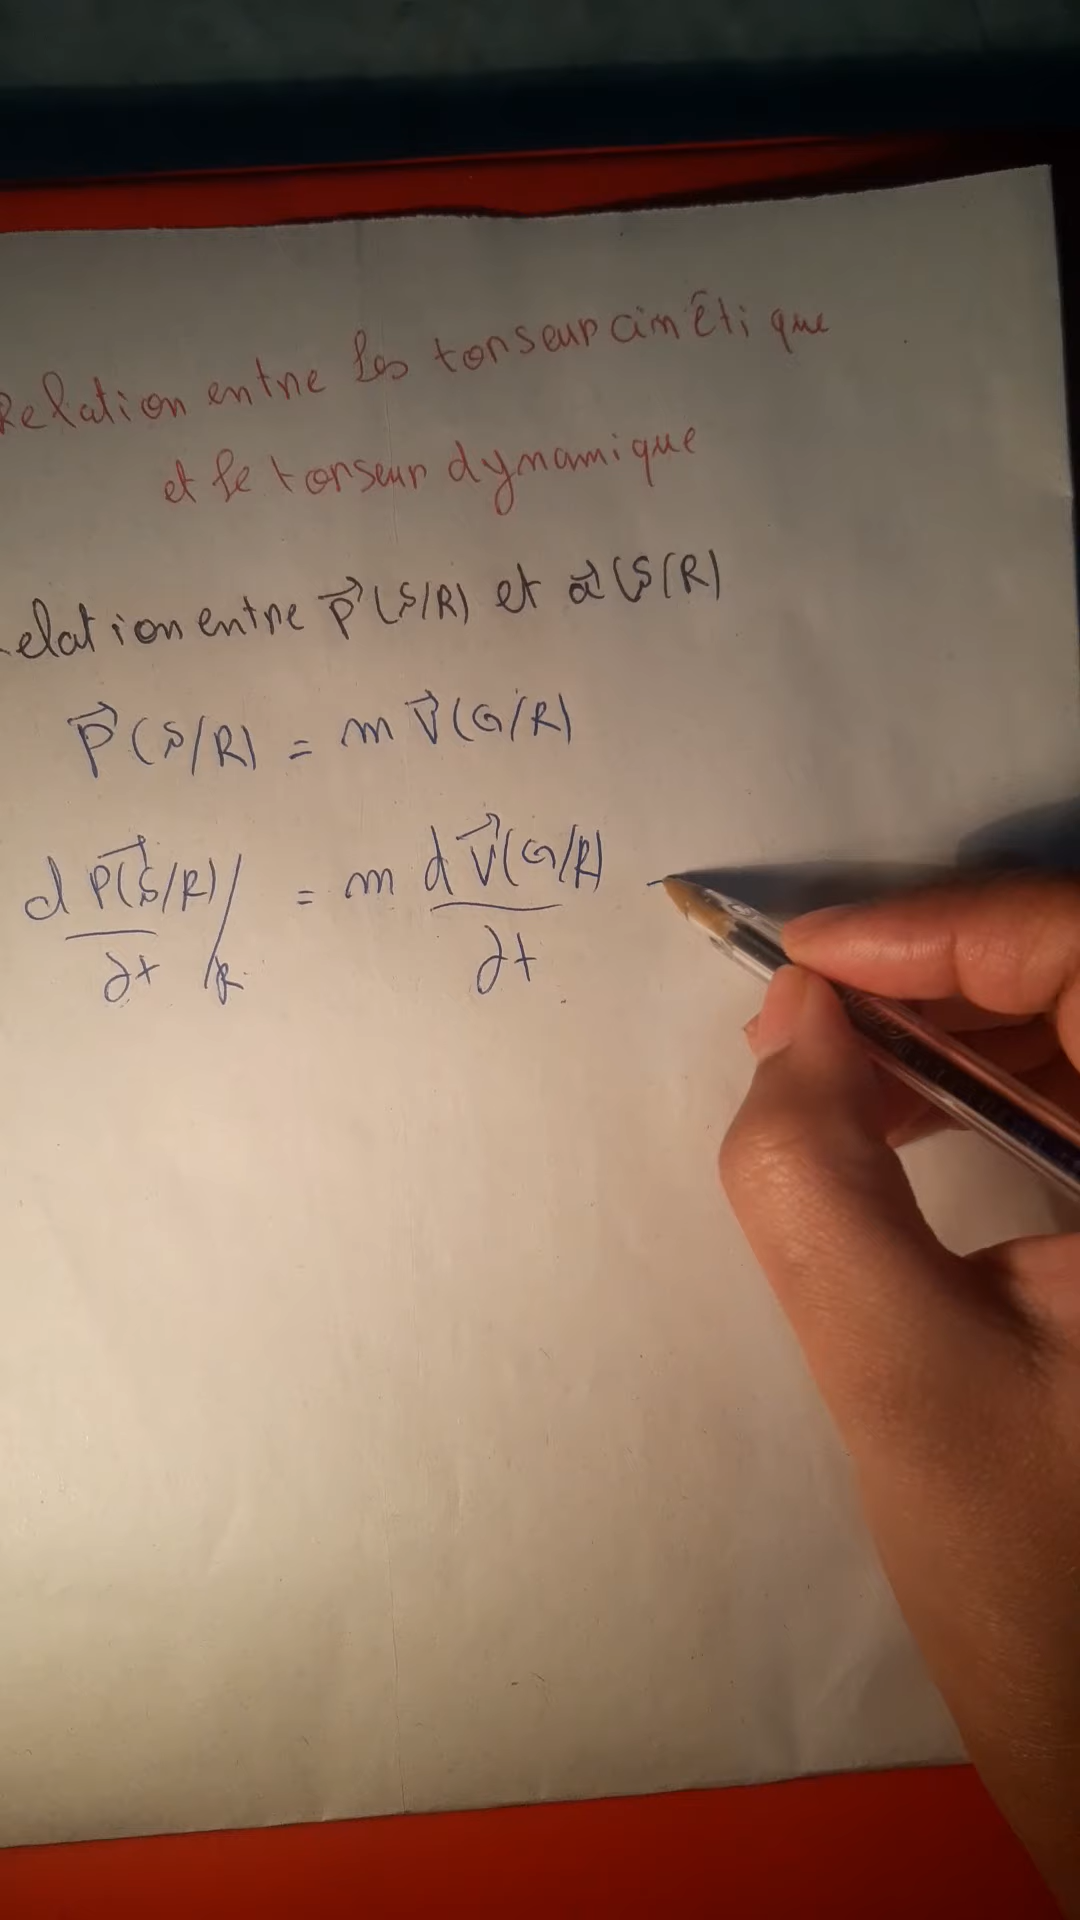 Relation entre les torseur cinétique
et le torseur dynamique
elation entre P⃗(S/R) et a⃗(S/R)
P⃗(S/R) = m V⃗(G/R)
d P⃗(S/R)/∂t /R = m d V⃗(G/R)/∂t